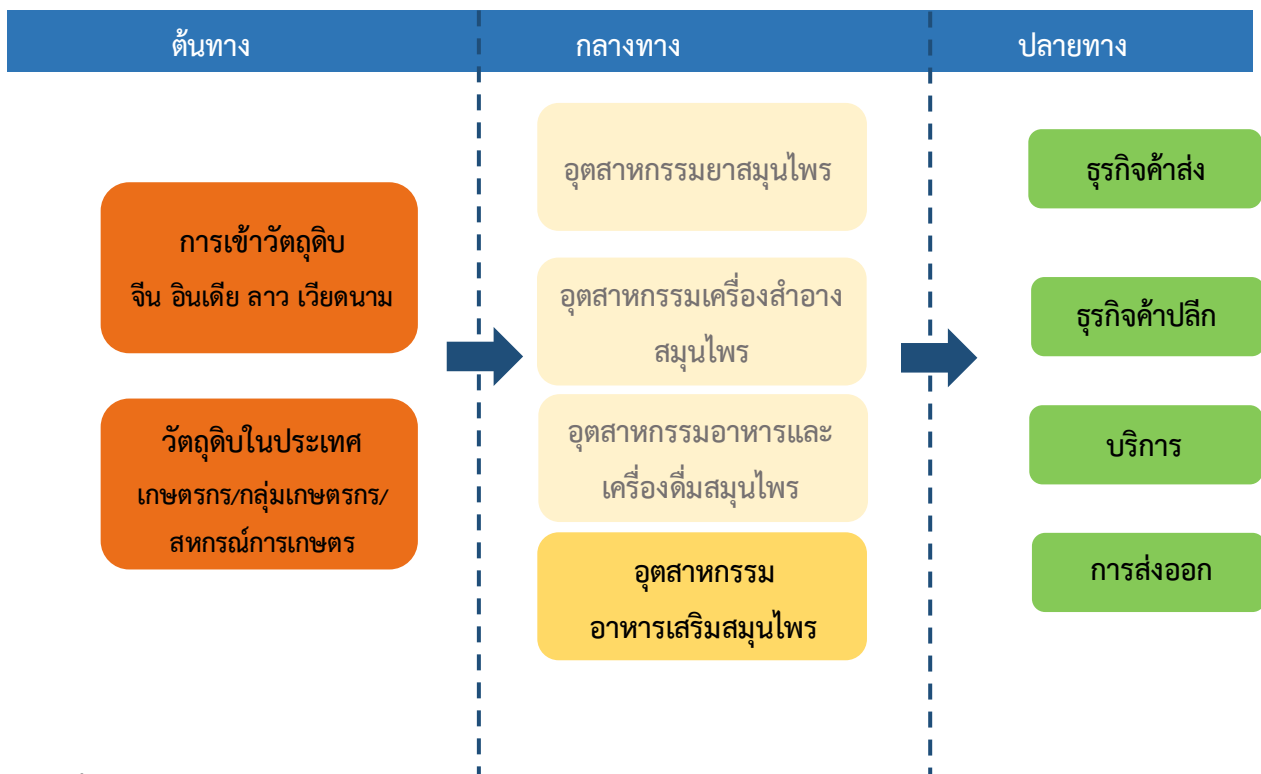 ต้นทาง
กลางทาง
ปลายทาง
การเข้าวัตถุดิบ
จีน อินเดีย ลาว เวียดนาม
วัตถุดิบในประเทศ
เกษตรกร/กลุ่มเกษตรกร/
สหกรณ์การเกษตร
อุตสาหกรรมยาสมุนไพร
อุตสาหกรรมเครื่องสำอาง
สมุนไพร
อุตสาหกรรมอาหารและ
เครื่องดื่มสมุนไพร
อุตสาหกรรม
อาหารเสริมสมุนไพร
ธุรกิจค้าส่ง
ธุรกิจค้าปลีก
บริการ
การส่งออก